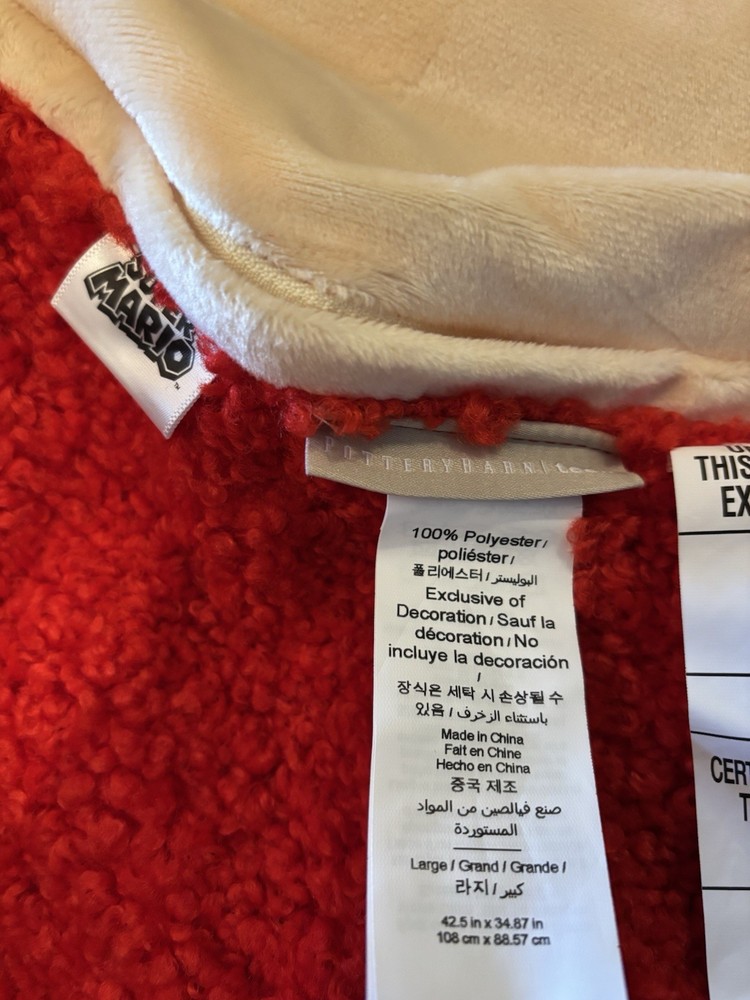 SUPER
MARIO
TM
POTTERYBARN | teen
100% Polyester /
poliéster /
폴리에스터 / البوليستر
Exclusive of
Decoration / Sauf la
décoration / No
incluye la decoración
/
장식은 세탁 시 손상될 수
있음 / باستثناء الزخرف
Made in China
Fait en Chine
Hecho en China
중국 제조
صنع فيالصين من المواد
المستوردة
Large / Grand / Grande /
라지 / كبير
42.5 in x 34.87 in
108 cm x 88.57 cm
THIS
EX
CERT
T